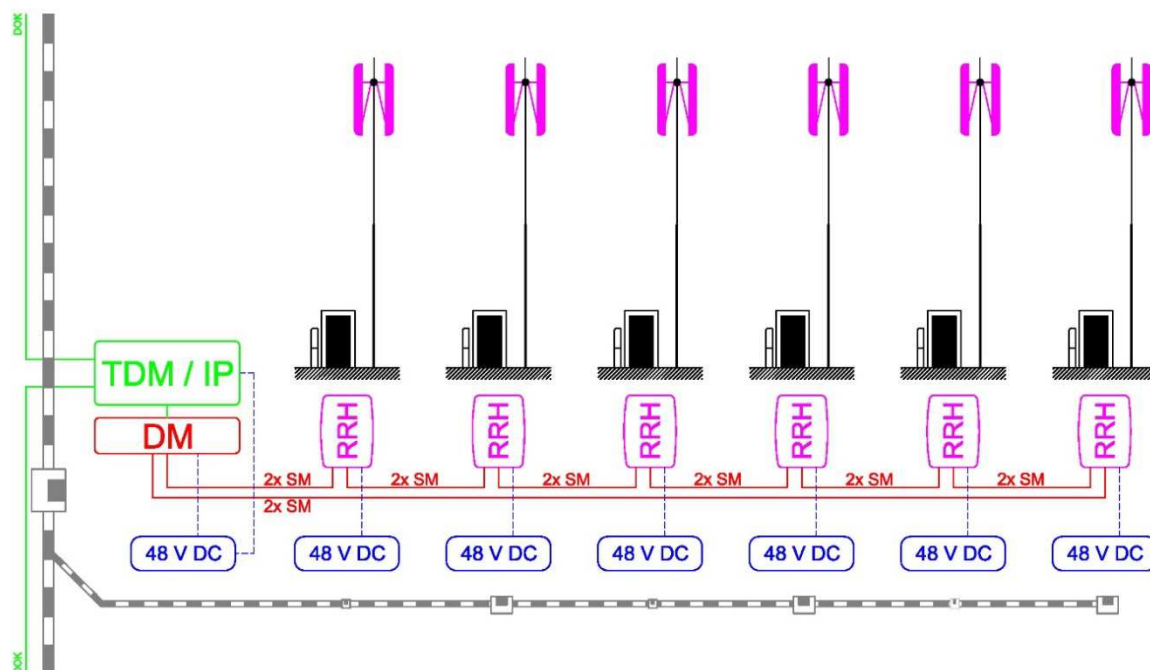 DOK
TDM / IP
DM
RRH
RRH
RRH
RRH
RRH
RRH
2x SM
2x SM
2x SM
2x SM
2x SM
2x SM
2x SM
48 V DC
48 V DC
48 V DC
48 V DC
48 V DC
48 V DC
48 V DC
DOK